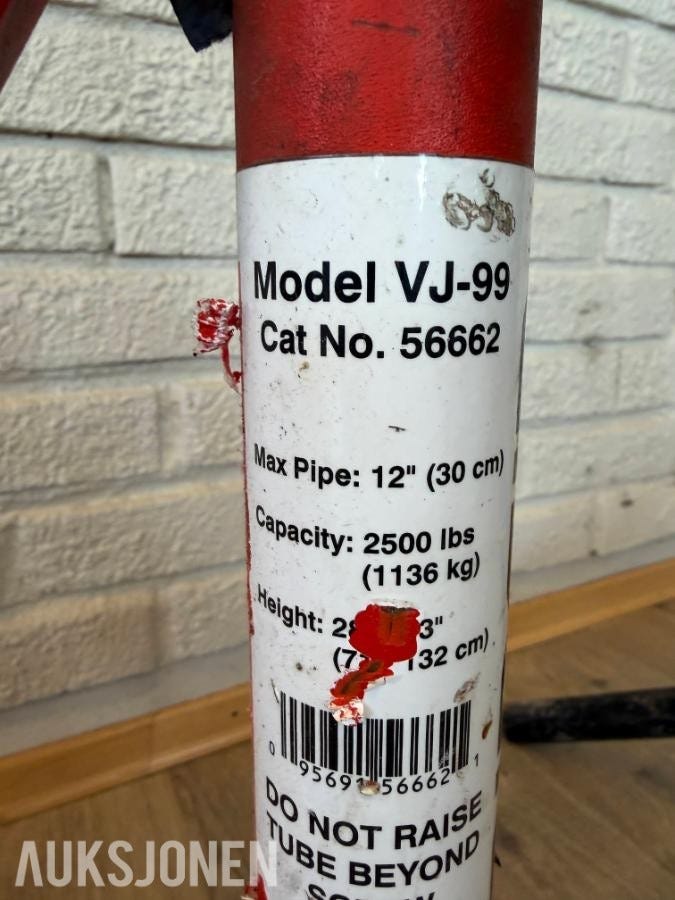 Model VJ-99
Cat No. 56662
Max Pipe: 12" (30 cm)
Capacity: 2500 lbs
(1136 kg)
Height: 3"
132 cm)
0 95691 56662 1
DO NOT RAISE
TUBE BEYOND
AUKSJONEN